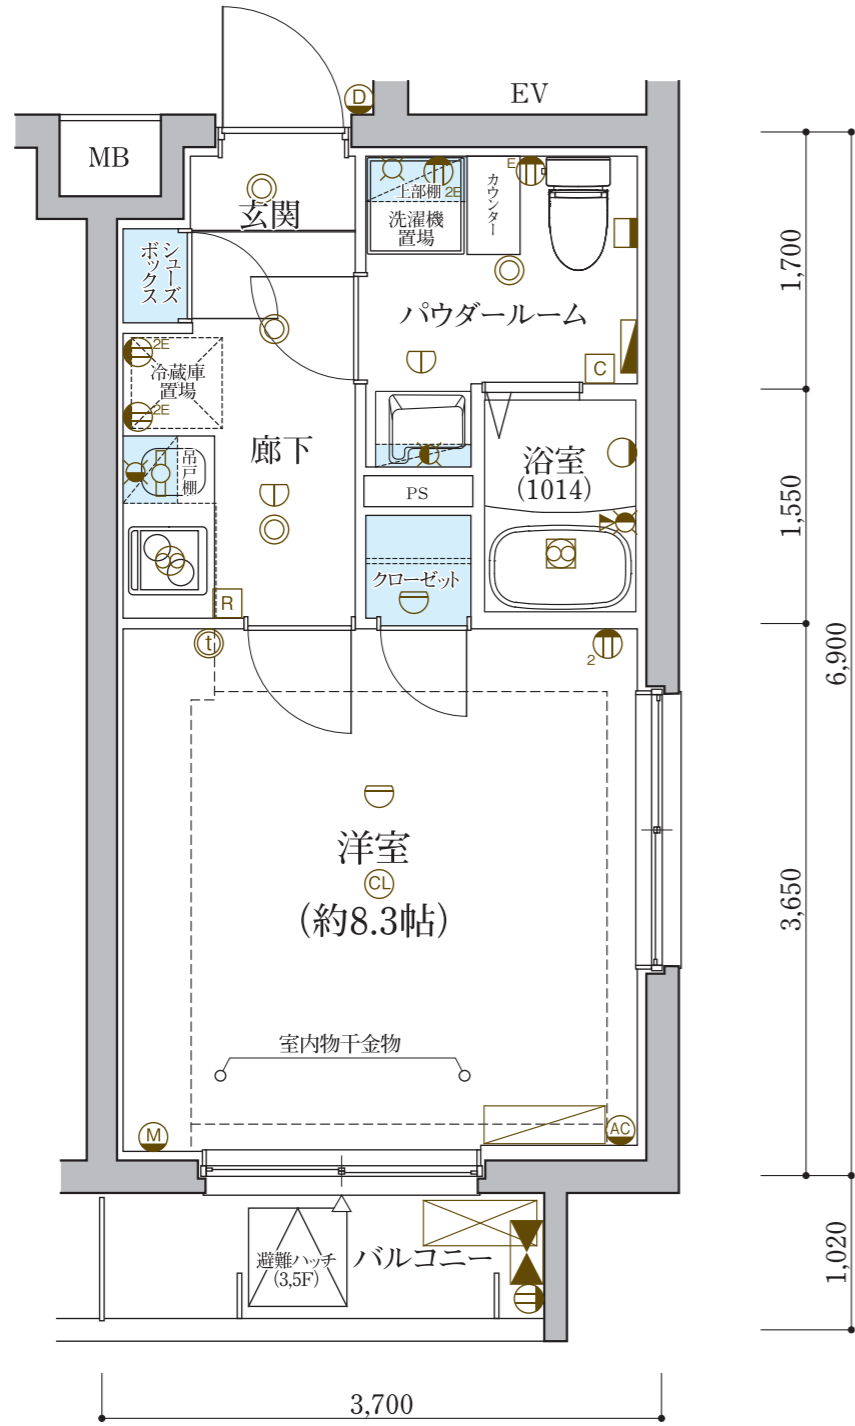 EV
D
MB
玄関
上部棚
2E
洗濯機
置場
カウンター
E
シューズ
ボックス
パウダールーム
C
2E
冷蔵庫
置場
2E
廊下
吊戸棚
浴室
(1014)
PS
クローゼット
R
t
2
洋室
CL
(約8.3帖)
室内物干金物
M
AC
避難ハッチ
(3,5F)
バルコニー
1,700
1,550
3,650
6,900
1,020
3,700